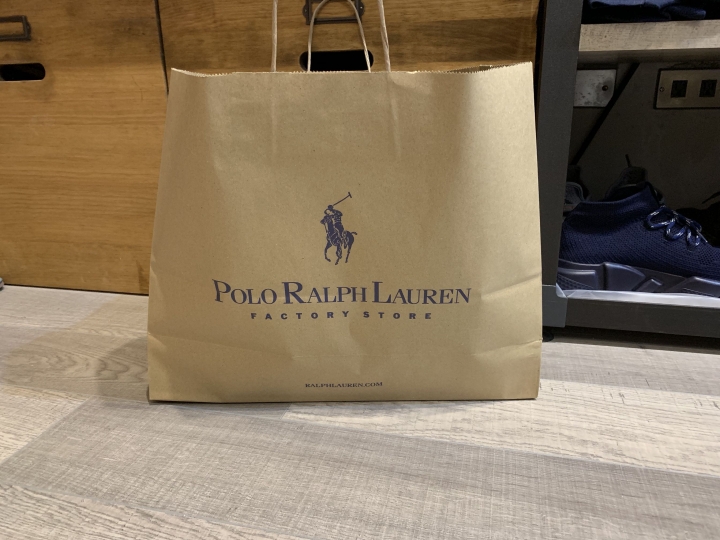 POLO RALPH LAUREN
FACTORY STORE
RALPHLAUREN.COM